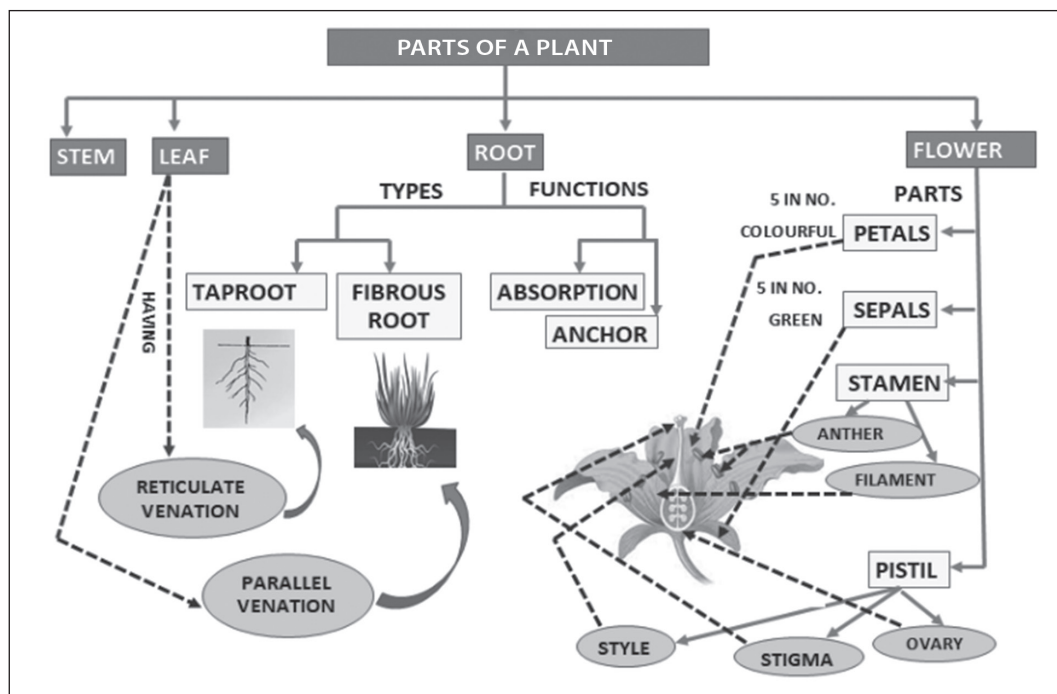 PARTS OF A PLANT
STEM
LEAF
ROOT
FLOWER
TYPES
FUNCTIONS
PARTS
5 IN NO.
COLOURFUL
PETALS
HAVING
TAPROOT
FIBROUS
ROOT
ABSORPTION
ANCHOR
5 IN NO.
GREEN
SEPALS
STAMEN
ANTHER
FILAMENT
RETICULATE
VENATION
PARALLEL
VENATION
PISTIL
STYLE
STIGMA
OVARY